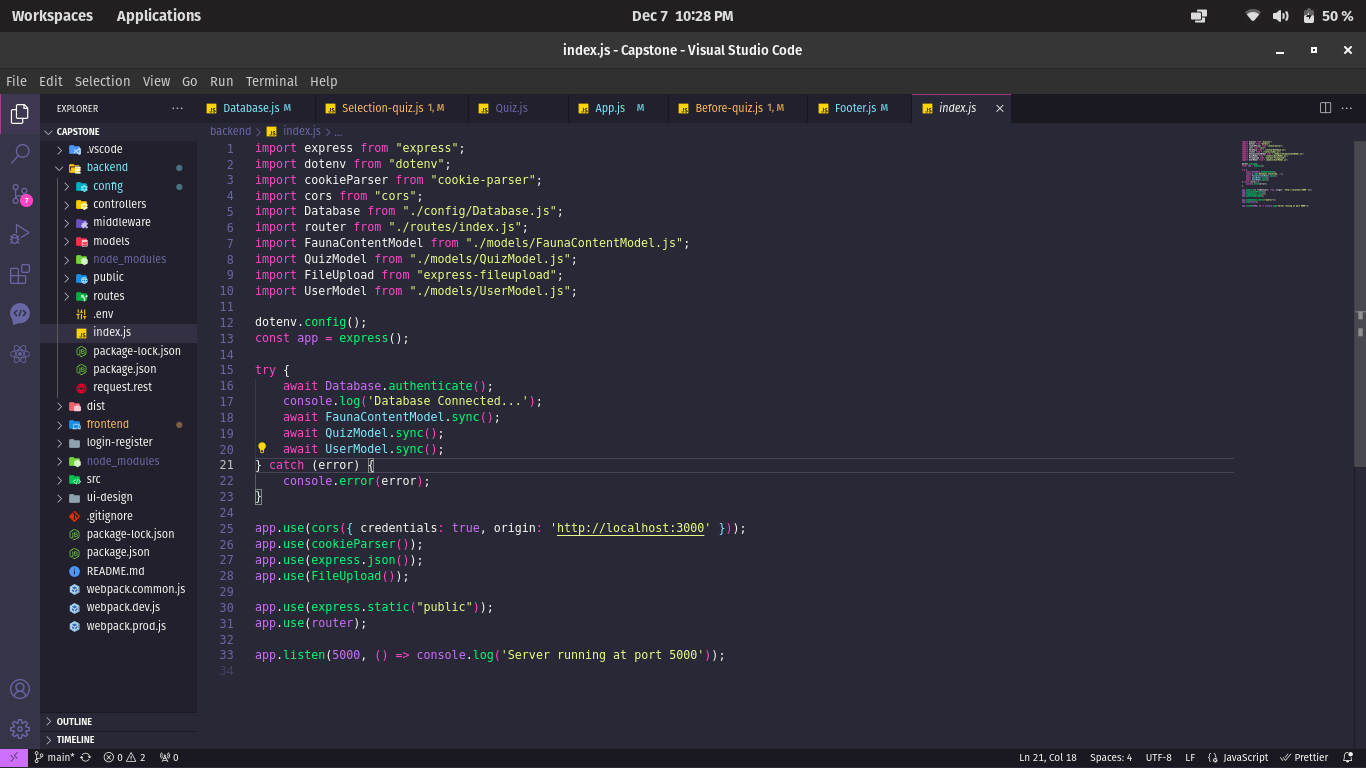 Workspaces Applications Dec 7 10:28 PM 50 %
index.js - Capstone - Visual Studio Code
File Edit Selection View Go Run Terminal Help
EXPLORER ... Database.js M Selection-quiz.js 1, M Quiz.js App.js M Before-quiz.js 1, M Footer.js M index.js
CAPSTONE
.vscode
backend
config
controllers
middleware
models
node_modules
public
routes
.env
index.js
package-lock.json
package.json
request.rest
dist
frontend
login-register
node_modules
src
ui-design
.gitignore
package-lock.json
package.json
README.md
webpack.common.js
webpack.dev.js
webpack.prod.js
OUTLINE
TIMELINE
7
backend > index.js > ...
1 import express from "express";
2 import dotenv from "dotenv";
3 import cookieParser from "cookie-parser";
4 import cors from "cors";
5 import Database from "./config/Database.js";
6 import router from "./routes/index.js";
7 import FaunaContentModel from "./models/FaunaContentModel.js";
8 import QuizModel from "./models/QuizModel.js";
9 import FileUpload from "express-fileupload";
10 import UserModel from "./models/UserModel.js";
11
12 dotenv.config();
13 const app = express();
14
15 try {
16 await Database.authenticate();
17 console.log('Database Connected...');
18 await FaunaContentModel.sync();
19 await QuizModel.sync();
20 await UserModel.sync();
21 } catch (error) {
22 console.error(error);
23 }
24
25 app.use(cors({ credentials: true, origin: 'http://localhost:3000' }));
26 app.use(cookieParser());
27 app.use(express.json());
28 app.use(FileUpload());
29
30 app.use(express.static("public"));
31 app.use(router);
32
33 app.listen(5000, () => console.log('Server running at port 5000'));
34
main* 0 2 0 Ln 21, Col 18 Spaces: 4 UTF-8 LF JavaScript Prettier